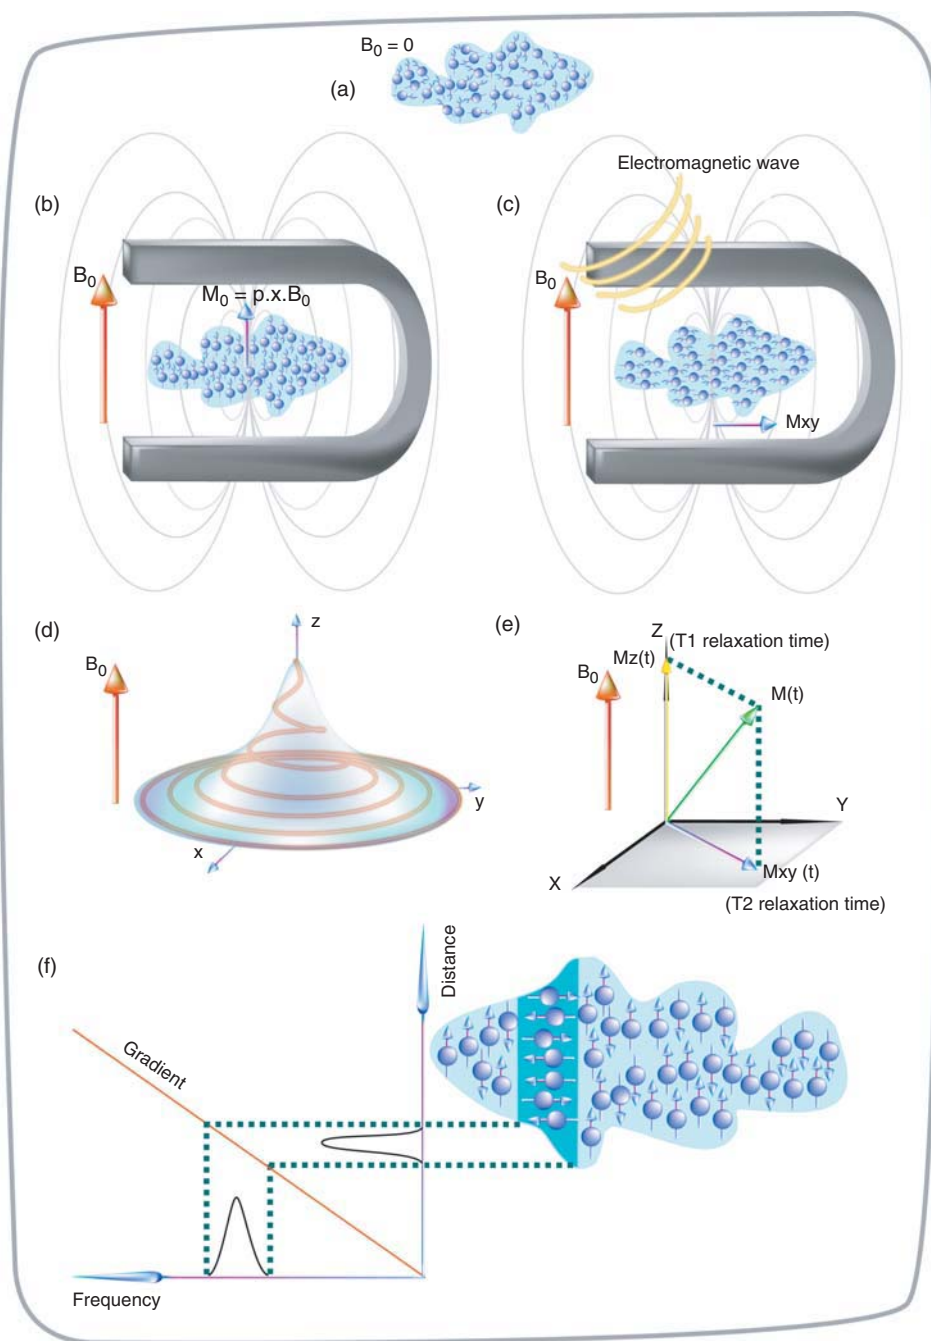 B0 = 0
(a)
Electromagnetic wave
(b)
(c)
B0
M0 = p.x.B0
B0
Mxy
(d)
z
B0
y
x
(e)
Z
(T1 relaxation time)
Mz(t)
B0
M(t)
Y
X
Mxy (t)
(T2 relaxation time)
(f)
Distance
Gradient
Frequency